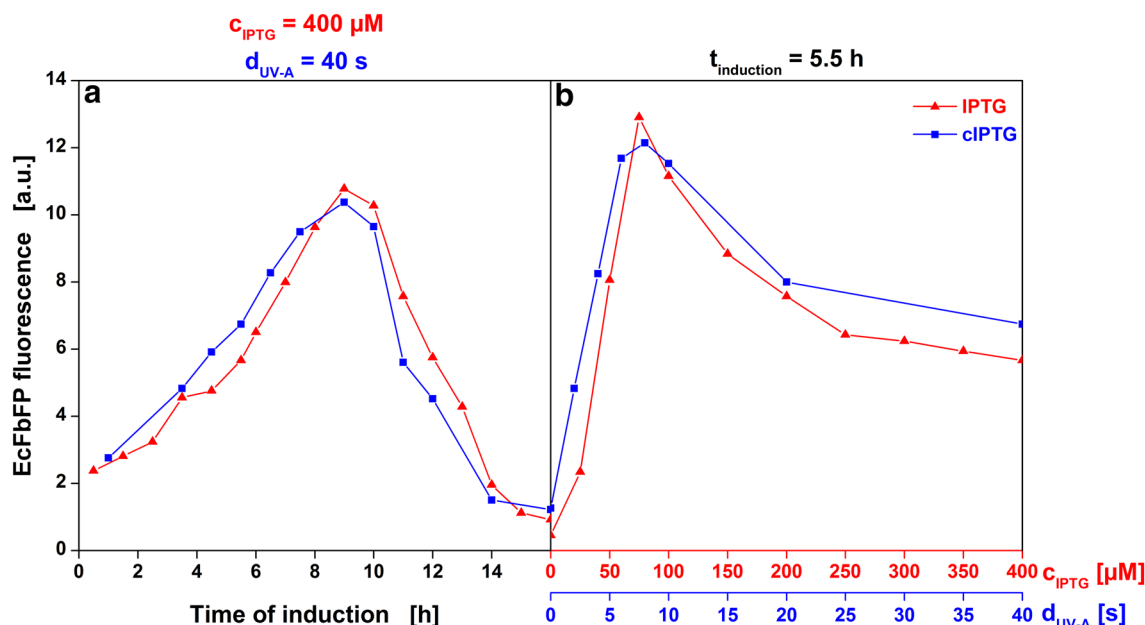 c_IPTG = 400 µM
d_UV-A = 40 s
t_induction = 5.5 h
a
b
IPTG
cIPTG
EcFbFP fluorescence [a.u.]
14
12
10
8
6
4
2
0
0 2 4 6 8 10 12 14
0 50 100 150 200 250 300 350 400 c_IPTG [µM]
0 5 10 15 20 25 30 35 40 d_UV-A [s]
Time of induction [h]